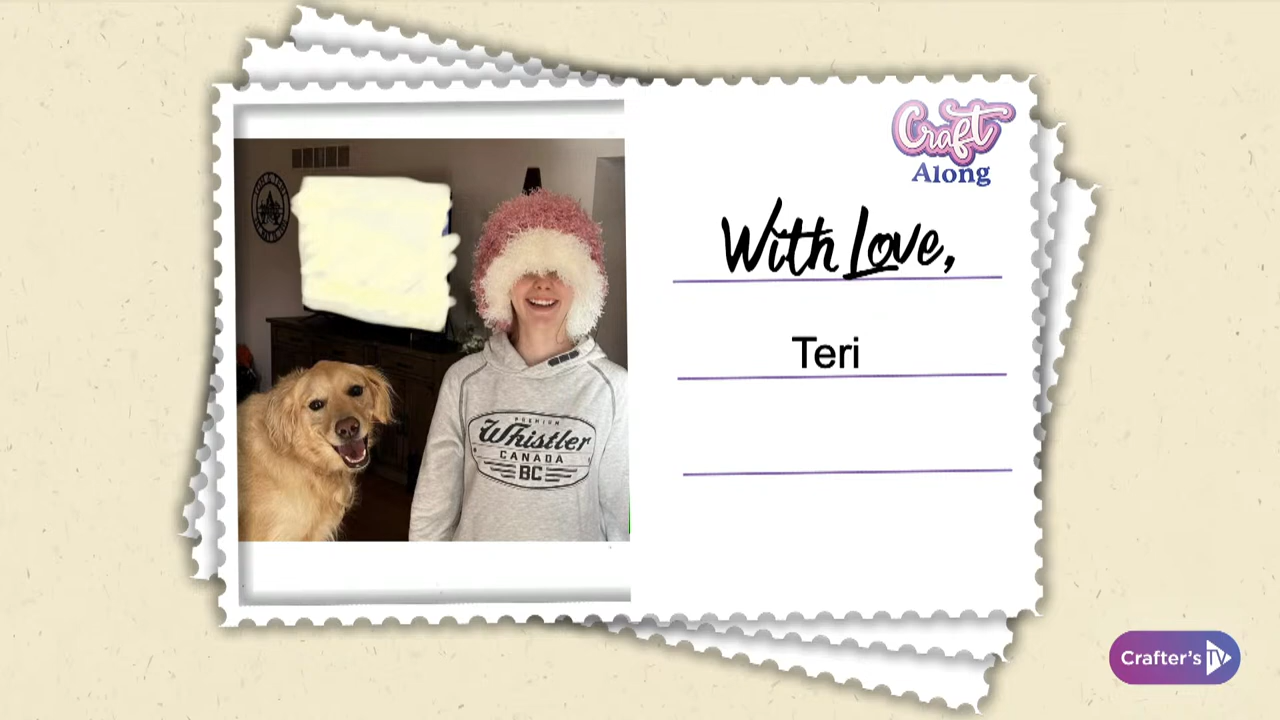 Craft
Along
With Love,
Teri
PREMIUM
Whistler
CANADA
BC
Crafter's TV